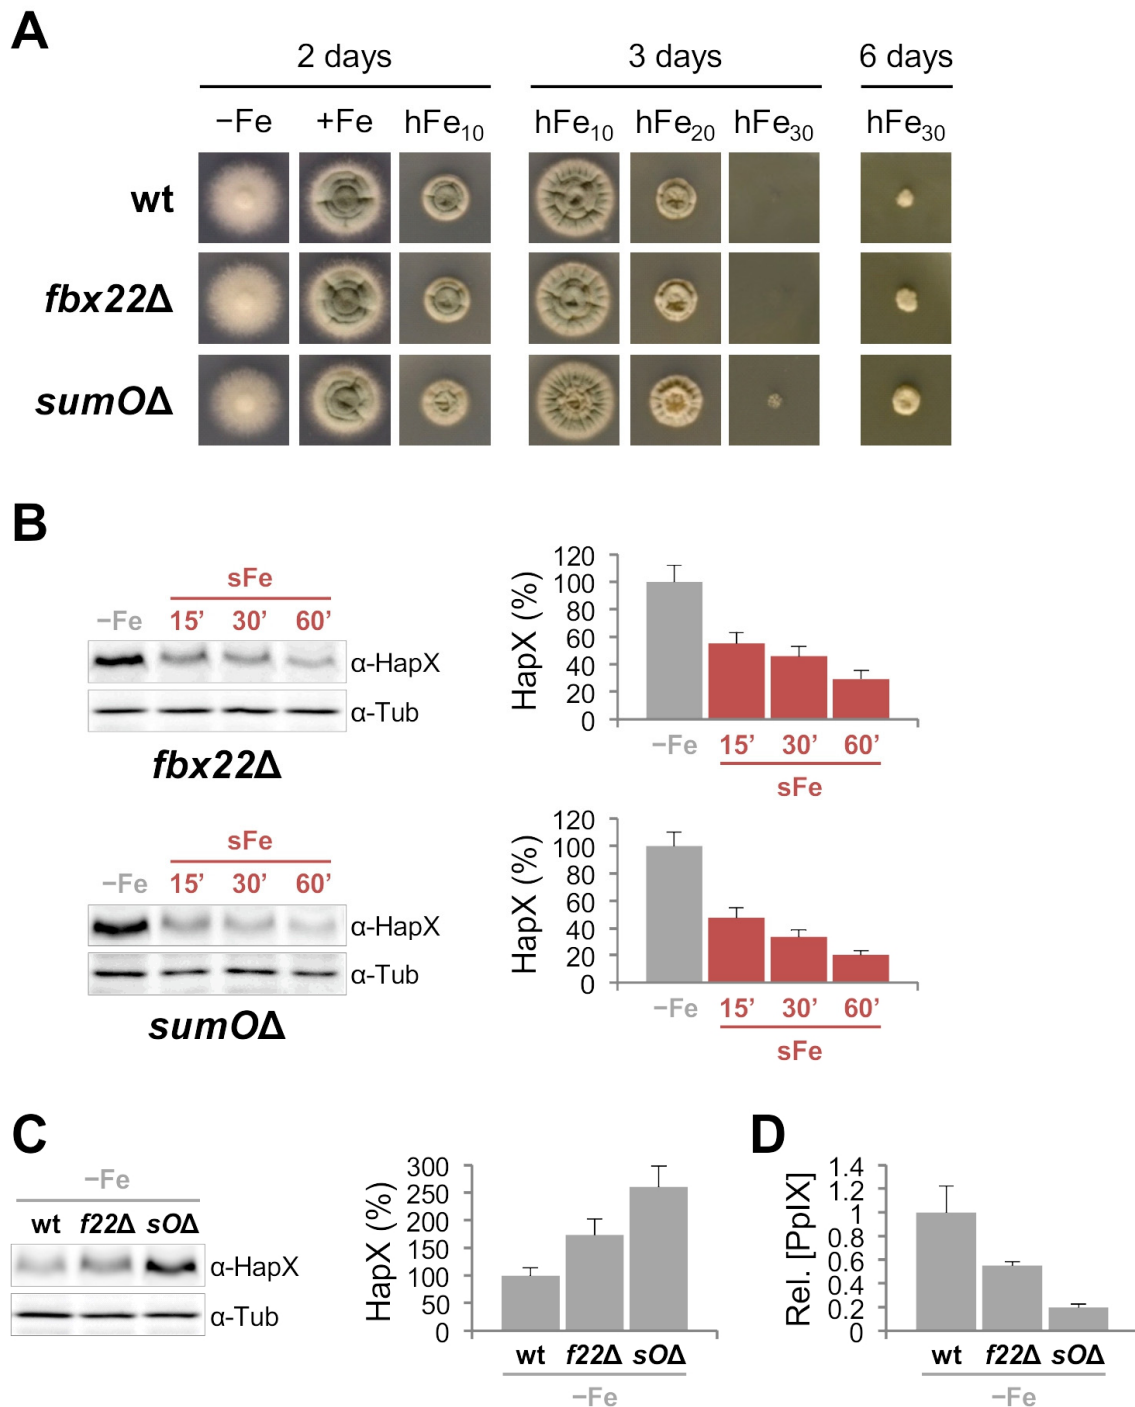 A
2 days 3 days 6 days
−Fe +Fe hFe10 hFe10 hFe20 hFe30 hFe30
wt
fbx22Δ
sumOΔ
B
sFe
−Fe 15’ 30’ 60’
α-HapX
α-Tub
fbx22Δ
HapX (%)
120
100
80
60
40
20
0
−Fe 15’ 30’ 60’
sFe
sFe
−Fe 15’ 30’ 60’
α-HapX
α-Tub
sumOΔ
HapX (%)
120
100
80
60
40
20
0
−Fe 15’ 30’ 60’
sFe
C
−Fe
wt f22Δ sOΔ
α-HapX
α-Tub
HapX (%)
300
250
200
150
100
50
0
wt f22Δ sOΔ
−Fe
D
Rel. [PpIX]
1.4
1.2
1
0.8
0.6
0.4
0.2
0
wt f22Δ sOΔ
−Fe